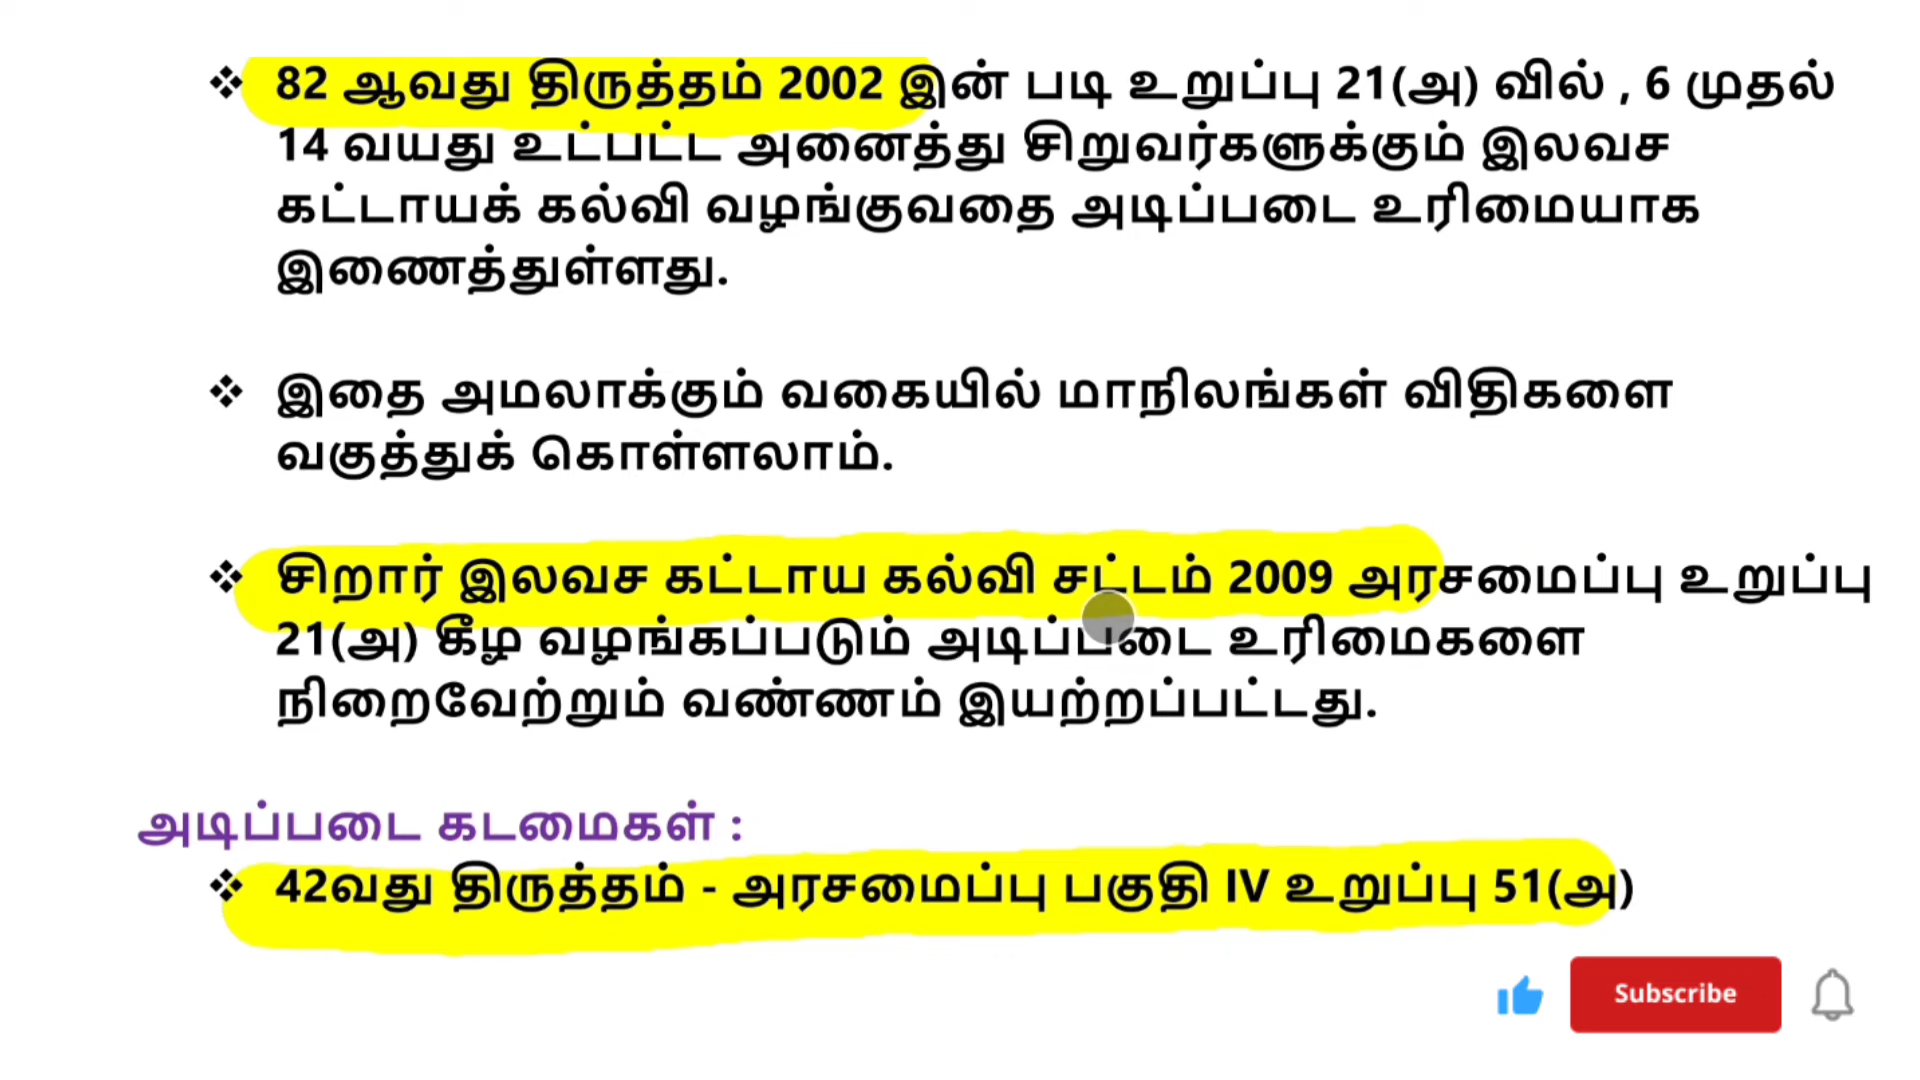 ❖ 82 ஆவது திருத்தம் 2002 இன் படி உறுப்பு 21(அ) வில் , 6 முதல்
14 வயது உட்பட்ட அனைத்து சிறுவர்களுக்கும் இலவச
கட்டாயக் கல்வி வழங்குவதை அடிப்படை உரிமையாக
இணைத்துள்ளது.
❖ இதை அமலாக்கும் வகையில் மாநிலங்கள் விதிகளை
வகுத்துக் கொள்ளலாம்.
❖ சிறார் இலவச கட்டாய கல்வி சட்டம் 2009 அரசமைப்பு உறுப்பு
21(அ) கீழ வழங்கப்படும் அடிப்படை உரிமைகளை
நிறைவேற்றும் வண்ணம் இயற்றப்பட்டது.
அடிப்படை கடமைகள் :
❖ 42வது திருத்தம் - அரசமைப்பு பகுதி IV உறுப்பு 51(அ)
Subscribe